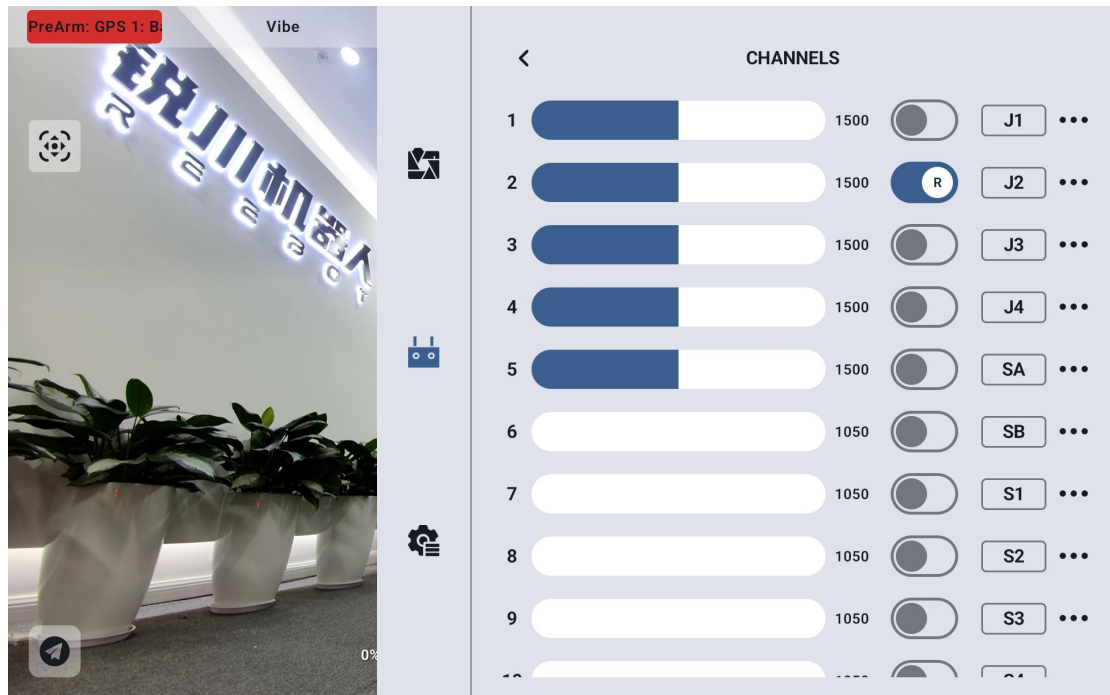 PreArm: GPS 1: Ba
Vibe
锐川机器人
REEBOT
0%
CHANNELS
1 1500 J1
2 1500 R J2
3 1500 J3
4 1500 J4
5 1500 SA
6 1050 SB
7 1050 S1
8 1050 S2
9 1050 S3